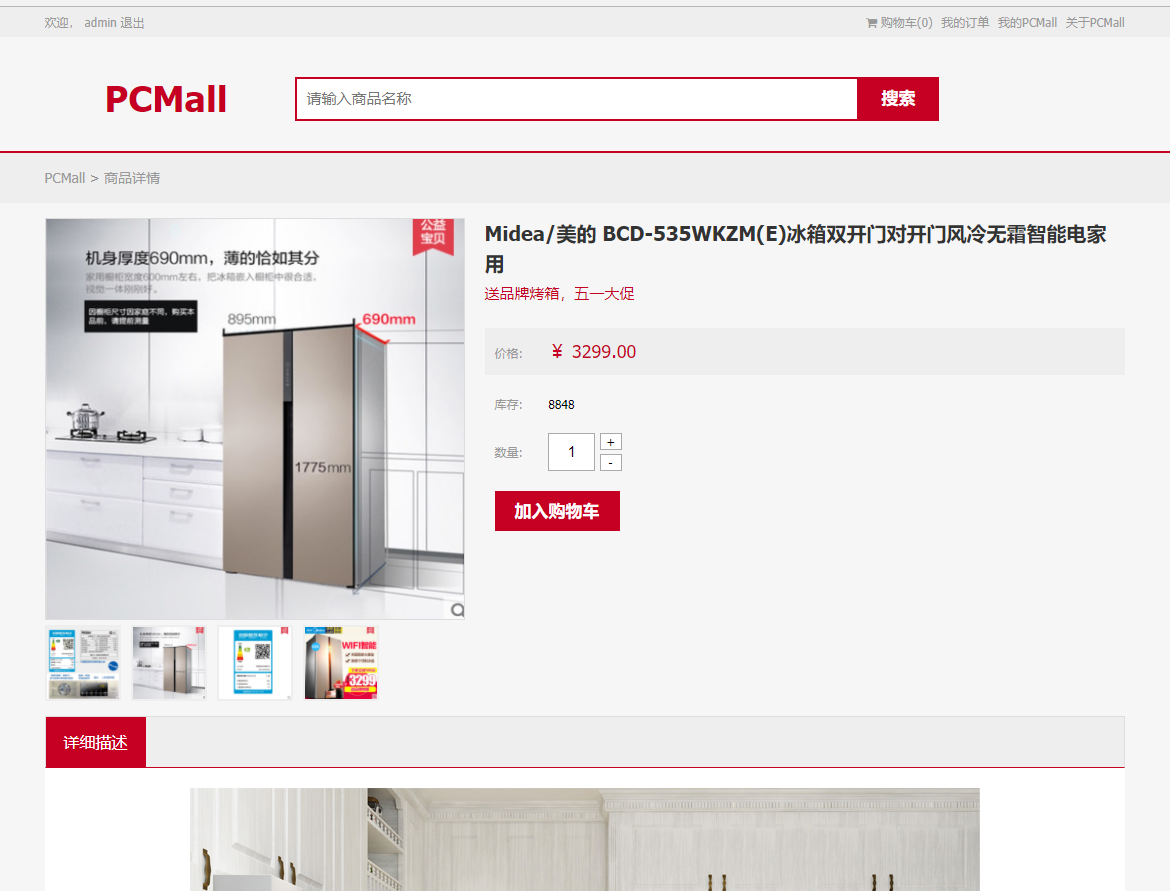 欢迎， admin 退出
购物车(0) 我的订单 我的PCMall 关于PCMall
PCMall
请输入商品名称
搜索
PCMall > 商品详情
公益
宝贝
机身厚度690mm，薄的恰如其分
家用橱柜宽度600mm左右，把冰箱嵌入橱柜中很合适，
视觉一体刚刚好。
因橱柜尺寸因家庭不同，购买本
品前，请提前测量
895mm
690mm
1775mm
Midea/美的 BCD-535WKZM(E)冰箱双开门对开门风冷无霜智能电家
用
送品牌烤箱，五一大促
价格: ¥ 3299.00
库存: 8848
数量: 1
+
-
加入购物车
WIFI智能
3299
详细描述